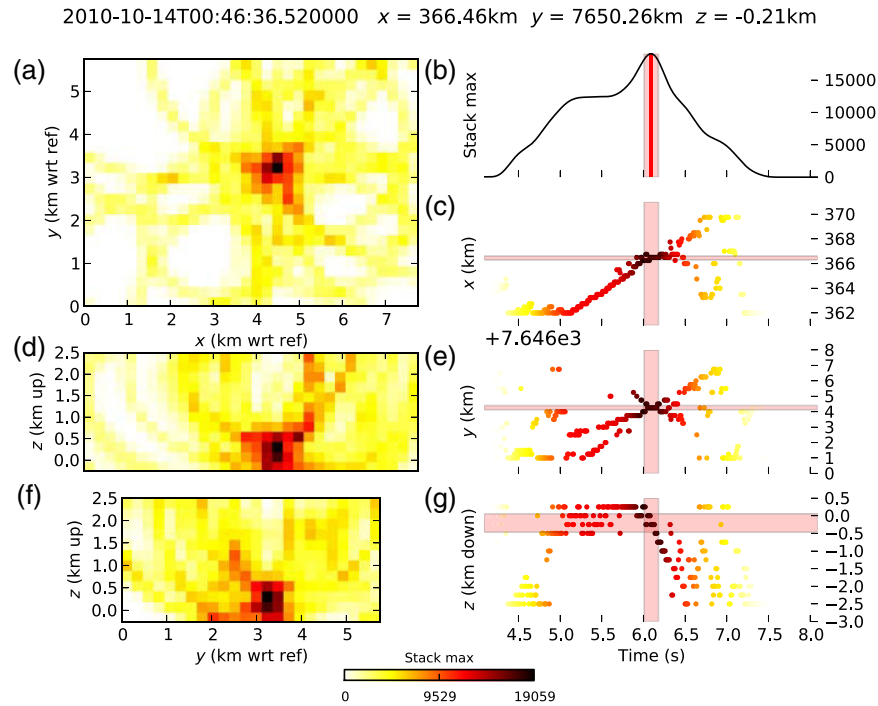 2010-10-14T00:46:36.520000 x = 366.46km y = 7650.26km z = -0.21km
(a)
5
4
3
2
1
0
y (km wrt ref)
0 1 2 3 4 5 6 7
x (km wrt ref)
(b)
Stack max
15000
10000
5000
0
(c)
x (km)
370
368
366
364
362
(d)
2.5
2.0
1.5
1.0
0.5
0.0
z (km up)
+7.646e3
(e)
y (km)
8
7
6
5
4
3
2
1
0
(f)
2.5
2.0
1.5
1.0
0.5
0.0
z (km up)
0 1 2 3 4 5
y (km wrt ref)
(g)
z (km down)
0.5
0.0
−0.5
−1.0
−1.5
−2.0
−2.5
−3.0
4.5 5.0 5.5 6.0 6.5 7.0 7.5 8.0
Time (s)
Stack max
0 9529 19059